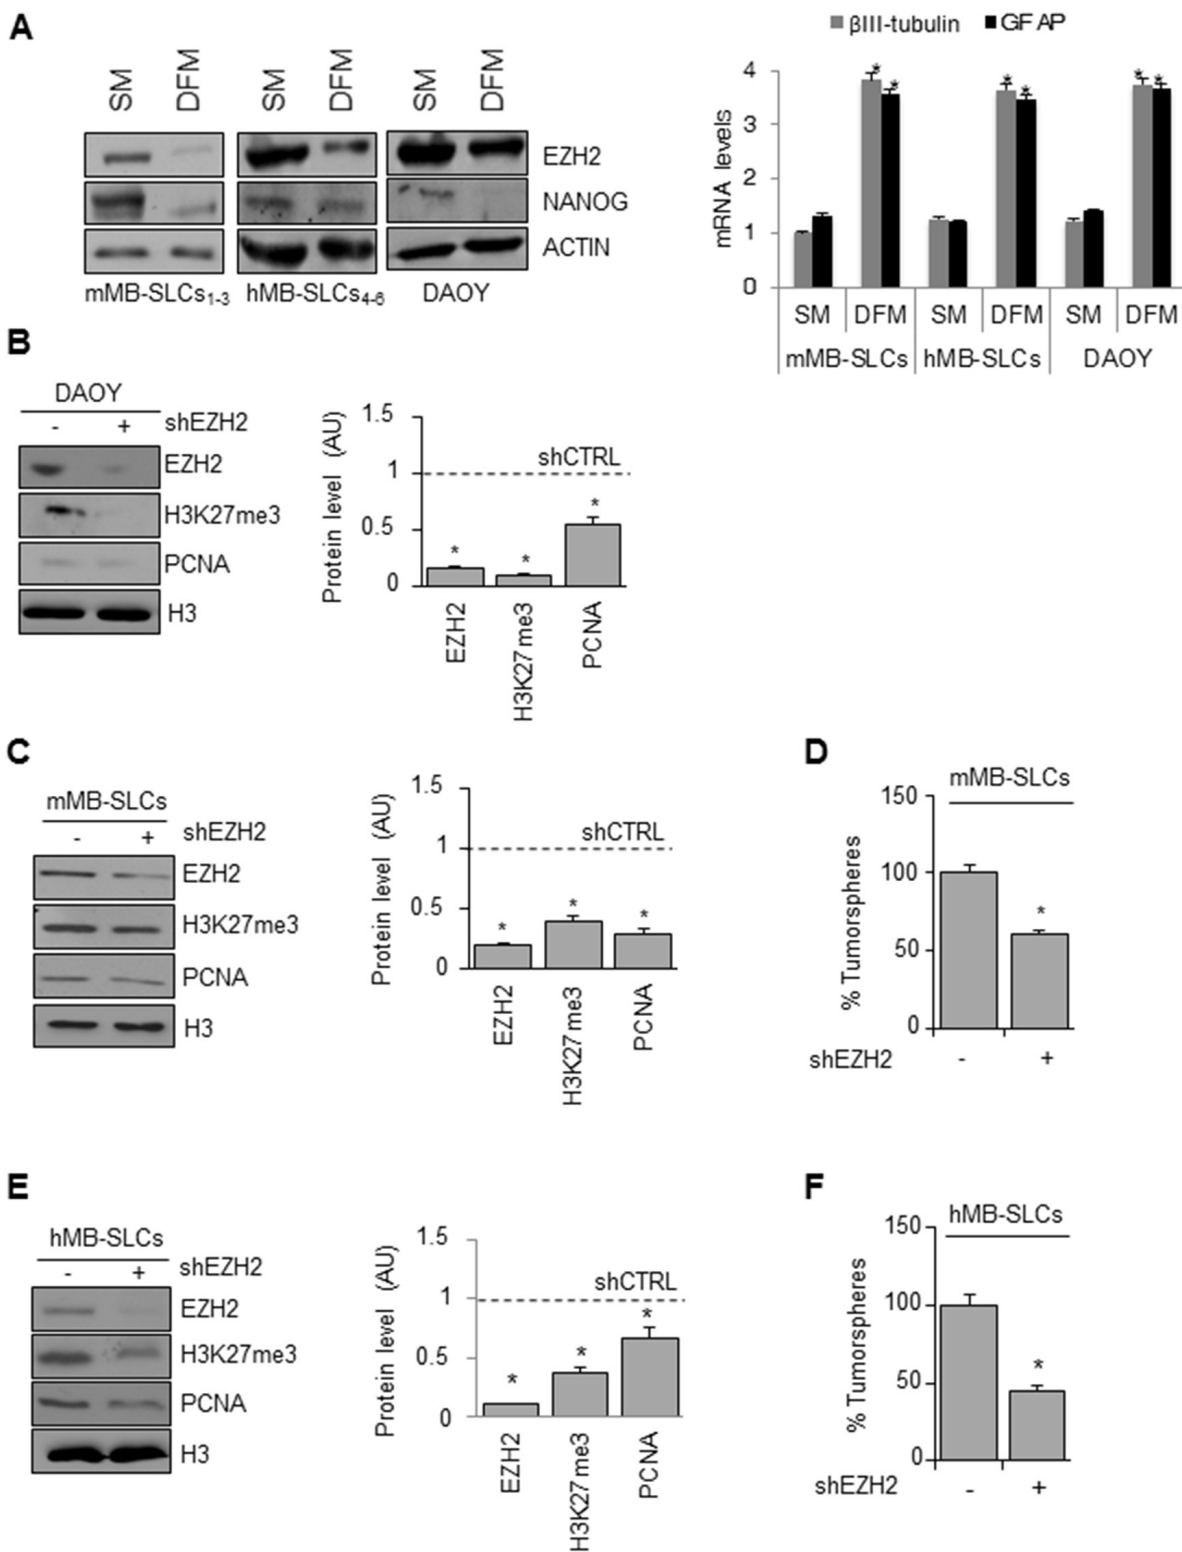 A
SM DFM SM DFM SM DFM
EZH2
NANOG
ACTIN
mMB-SLCs1-3 hMB-SLCs4-6 DAOY
βIII-tubulin GFAP
mRNA levels
4
3
2
1
0
* * * * * *
SM DFM SM DFM SM DFM
mMB-SLCs hMB-SLCs DAOY
B
DAOY
- + shEZH2
EZH2
H3K27me3
PCNA
H3
Protein level (AU)
1.5
1
0.5
0
shCTRL
* * *
EZH2 H3K27me3 PCNA
C
mMB-SLCs
- + shEZH2
EZH2
H3K27me3
PCNA
H3
Protein level (AU)
1.5
1
0.5
0
shCTRL
* * *
EZH2 H3K27me3 PCNA
D
mMB-SLCs
% Tumorspheres
150
100
50
0
*
shEZH2 - +
E
hMB-SLCs
- + shEZH2
EZH2
H3K27me3
PCNA
H3
Protein level (AU)
1.5
1
0.5
0
shCTRL
* * *
EZH2 H3K27me3 PCNA
F
hMB-SLCs
% Tumorspheres
150
100
50
0
*
shEZH2 - +